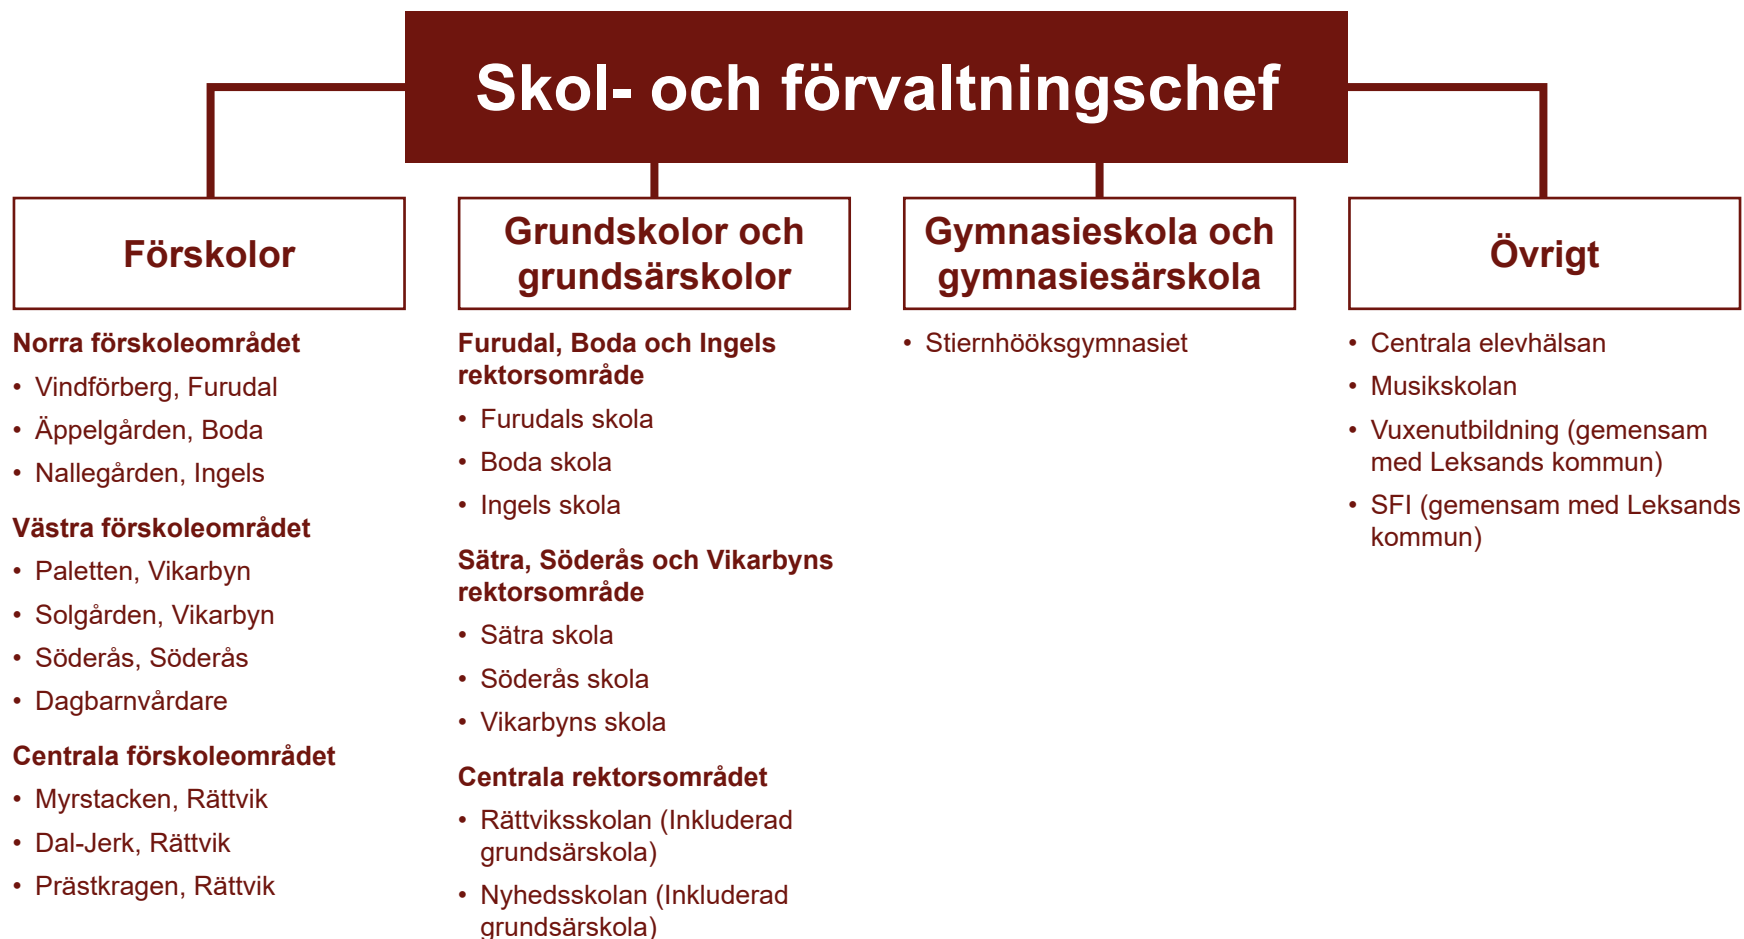 Skol- och förvaltningschef
Förskolor
Norra förskoleområdet
• Vindförberg, Furudal
• Äppelgården, Boda
• Nallegården, Ingels
Västra förskoleområdet
• Paletten, Vikarbyn
• Solgården, Vikarbyn
• Söderås, Söderås
• Dagbarnvårdare
Centrala förskoleområdet
• Myrstacken, Rättvik
• Dal-Jerk, Rättvik
• Prästkragen, Rättvik
Grundskolor och
grundsärskolor
Furudal, Boda och Ingels
rektorsområde
• Furudals skola
• Boda skola
• Ingels skola
Sätra, Söderås och Vikarbyns
rektorsområde
• Sätra skola
• Söderås skola
• Vikarbyns skola
Centrala rektorsområdet
• Rättviksskolan (Inkluderad
grundsärskola)
• Nyhedsskolan (Inkluderad
grundsärskola)
Gymnasieskola och
gymnasiesärskola
• Stiernhööksgymnasiet
Övrigt
• Centrala elevhälsan
• Musikskolan
• Vuxenutbildning (gemensam
med Leksands kommun)
• SFI (gemensam med Leksands
kommun)